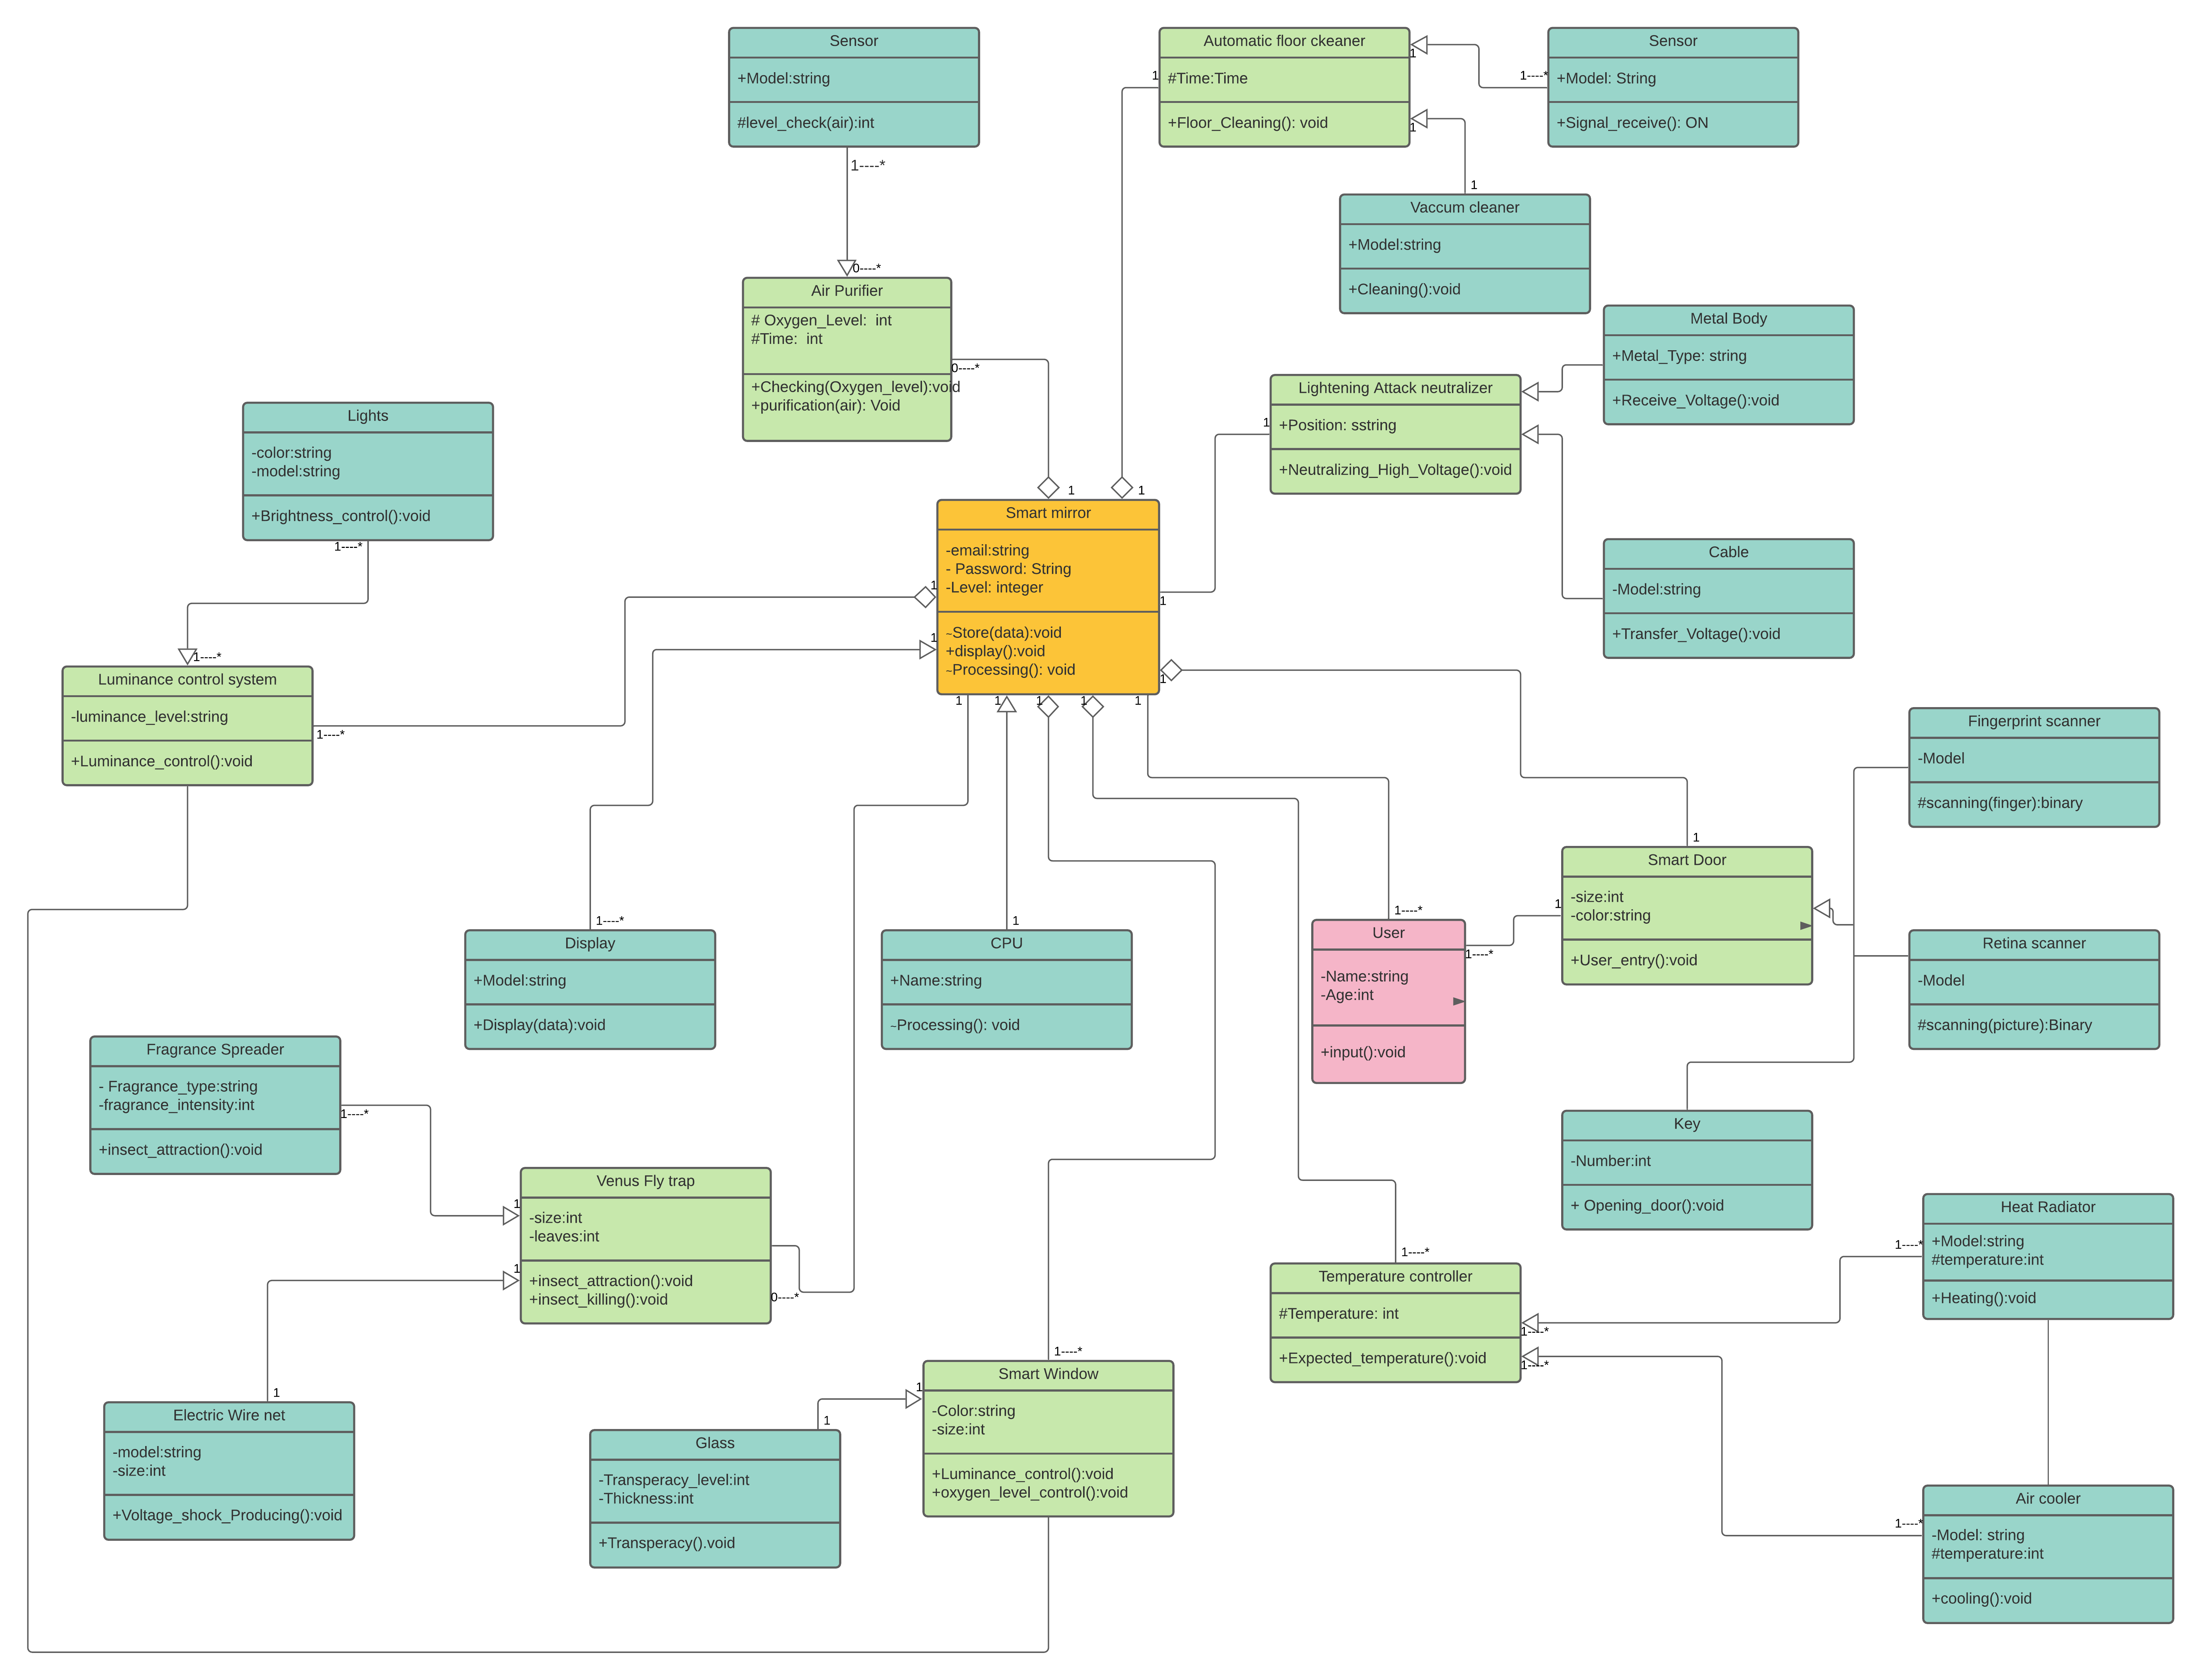 Sensor
+Model:string
#level_check(air):int
1----*
0----*
Automatic floor ckeaner
#Time:Time
+Floor_Cleaning(): void
1
1
1
Sensor
+Model: String
+Signal_receive(): ON
1----*
1
Vaccum cleaner
+Model:string
+Cleaning():void
Air Purifier
# Oxygen_Level:  int
#Time:  int
+Checking(Oxygen_level):void
+purification(air): Void
0----*
Metal Body
+Metal_Type: string
+Receive_Voltage():void
Lightening Attack neutralizer
+Position: sstring
+Neutralizing_High_Voltage():void
1
Lights
-color:string
-model:string
+Brightness_control():void
1----*
1----*
1
1
Smart mirror
-email:string
- Password: String
-Level: integer
~Store(data):void
+display():void
~Processing(): void
1
1
1
1
1
1
1
1
1
Cable
-Model:string
+Transfer_Voltage():void
Luminance control system
-luminance_level:string
+Luminance_control():void
1----*
Fingerprint scanner
-Model
#scanning(finger):binary
1
Smart Door
-size:int
-color:string
+User_entry():void
1
1----*
User
-Name:string
-Age:int
+input():void
1----*
1----*
Display
+Model:string
+Display(data):void
1
CPU
+Name:string
~Processing(): void
Retina scanner
-Model
#scanning(picture):Binary
Fragrance Spreader
- Fragrance_type:string
-fragrance_intensity:int
+insect_attraction():void
1----*
Key
-Number:int
+ Opening_door():void
Venus Fly trap
-size:int
-leaves:int
+insect_attraction():void
+insect_killing():void
1
1
0----*
Heat Radiator
+Model:string
#temperature:int
+Heating():void
1----*
1----*
Temperature controller
#Temperature: int
+Expected_temperature():void
1----*
1----*
1----*
Smart Window
-Color:string
-size:int
+Luminance_control():void
+oxygen_level_control():void
1
1
Electric Wire net
-model:string
-size:int
+Voltage_shock_Producing():void
1
Glass
-Transperacy_level:int
-Thickness:int
+Transperacy().void
Air cooler
-Model: string
#temperature:int
+cooling():void
1----*